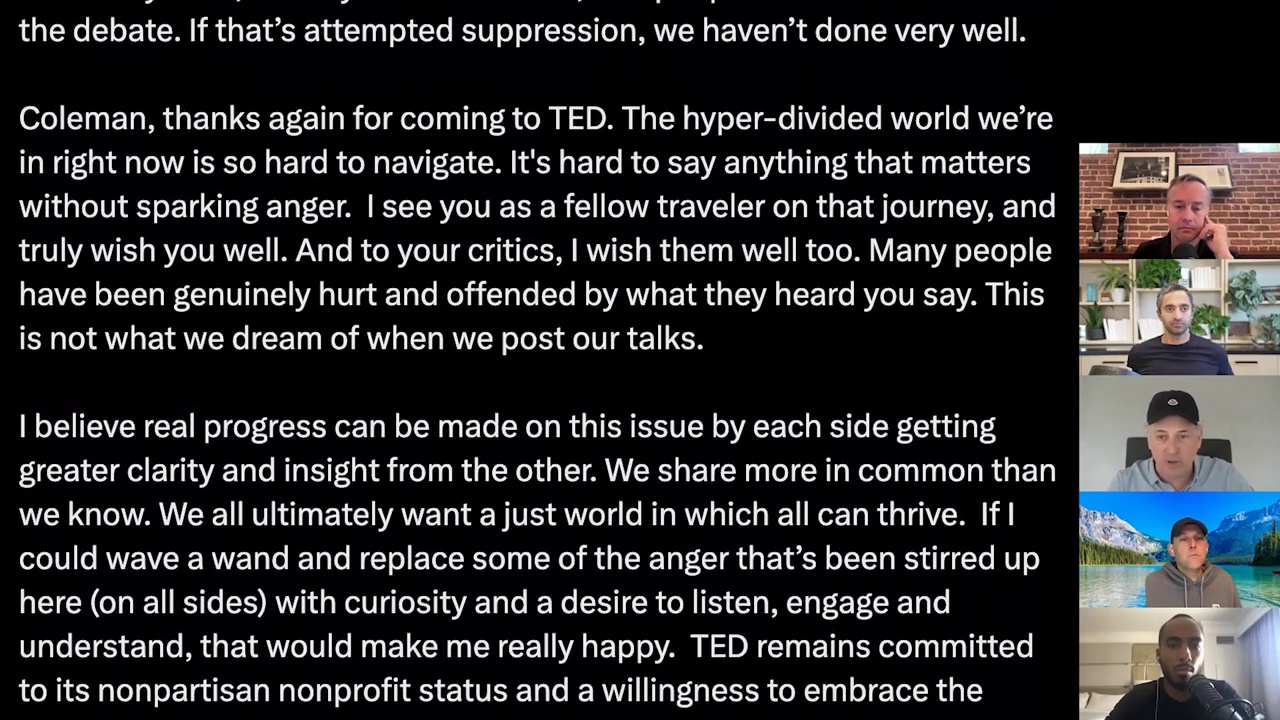 the debate. If that’s attempted suppression, we haven’t done very well.
Coleman, thanks again for coming to TED. The hyper-divided world we’re
in right now is so hard to navigate. It's hard to say anything that matters
without sparking anger.  I see you as a fellow traveler on that journey, and
truly wish you well. And to your critics, I wish them well too. Many people
have been genuinely hurt and offended by what they heard you say. This
is not what we dream of when we post our talks.
I believe real progress can be made on this issue by each side getting
greater clarity and insight from the other. We share more in common than
we know. We all ultimately want a just world in which all can thrive.  If I
could wave a wand and replace some of the anger that’s been stirred up
here (on all sides) with curiosity and a desire to listen, engage and
understand, that would make me really happy.  TED remains committed
to its nonpartisan nonprofit status and a willingness to embrace the